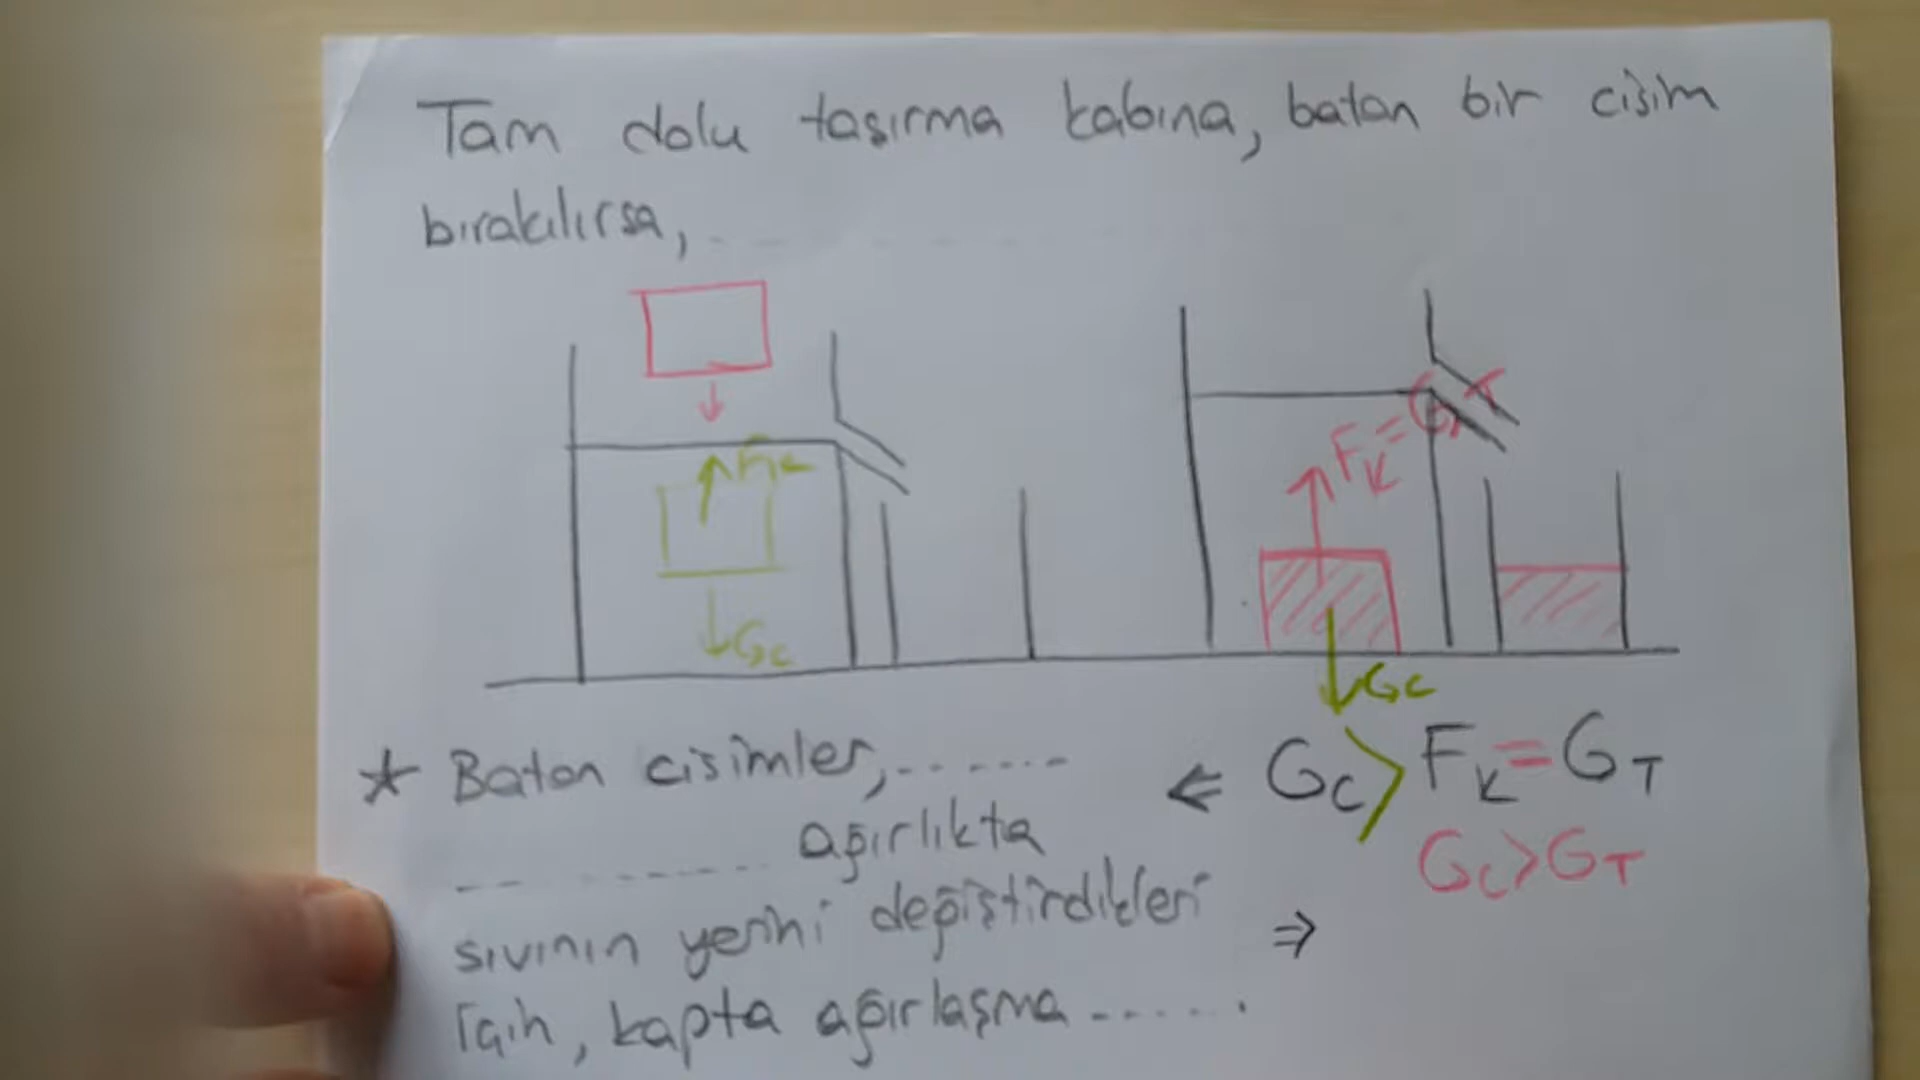 Tam dolu taşırma kabına, batan bir cisim
bırakılırsa, ..........
FK
GC
FK = GT
GC
* Batan cisimler, .......
.............. ağırlıkta
sıvının yerini değiştirdikleri
için, kapta ağırlaşma ...... .
⇐ GC > FK = GT
GC > GT
⇒